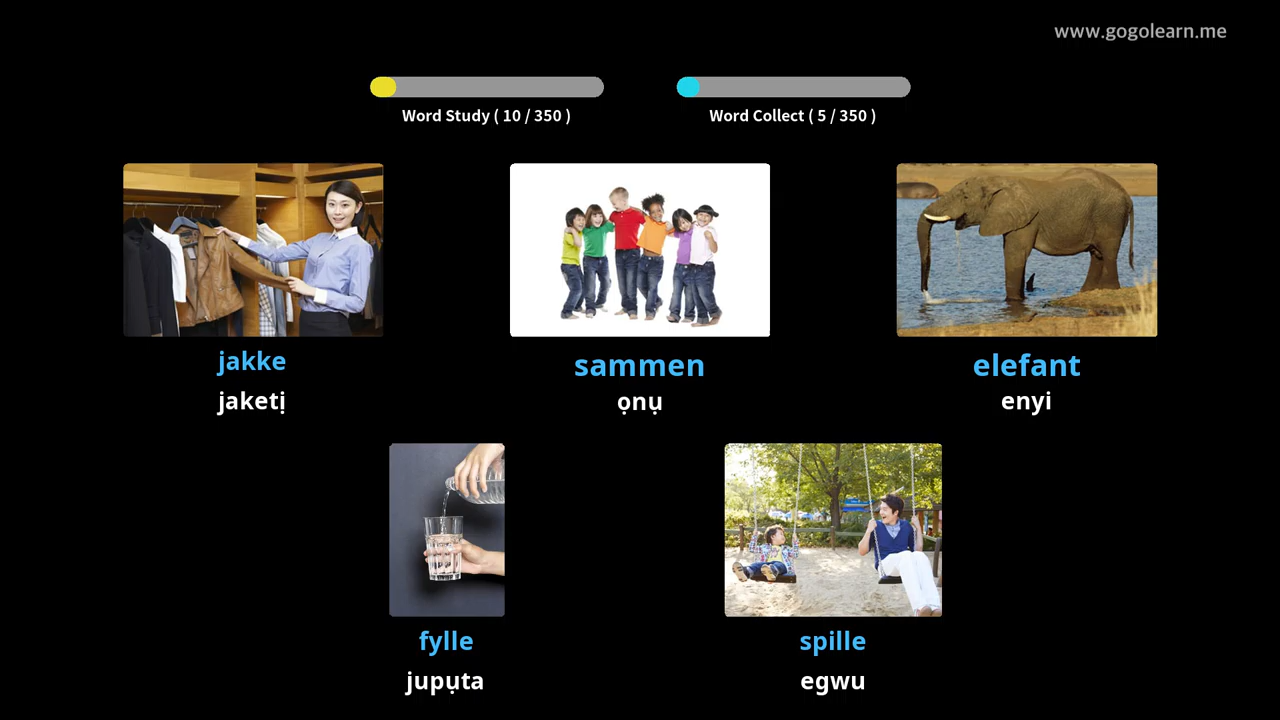 www.gogolearn.me
Word Study ( 10 / 350 )
Word Collect ( 5 / 350 )
jakke
jaketị
sammen
ọnụ
elefant
enyi
fylle
jupụta
spille
egwu